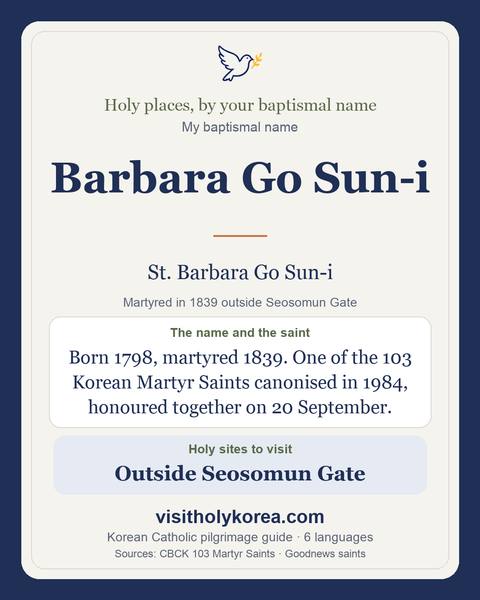 Holy places, by your baptismal name
My baptismal name
Barbara Go Sun-i
St. Barbara Go Sun-i
Martyred in 1839 outside Seosomun Gate
The name and the saint
Born 1798, martyred 1839. One of the 103
Korean Martyr Saints canonised in 1984,
honoured together on 20 September.
Holy sites to visit
Outside Seosomun Gate
visitholykorea.com
Korean Catholic pilgrimage guide · 6 languages
Sources: CBCK 103 Martyr Saints · Goodnews saints